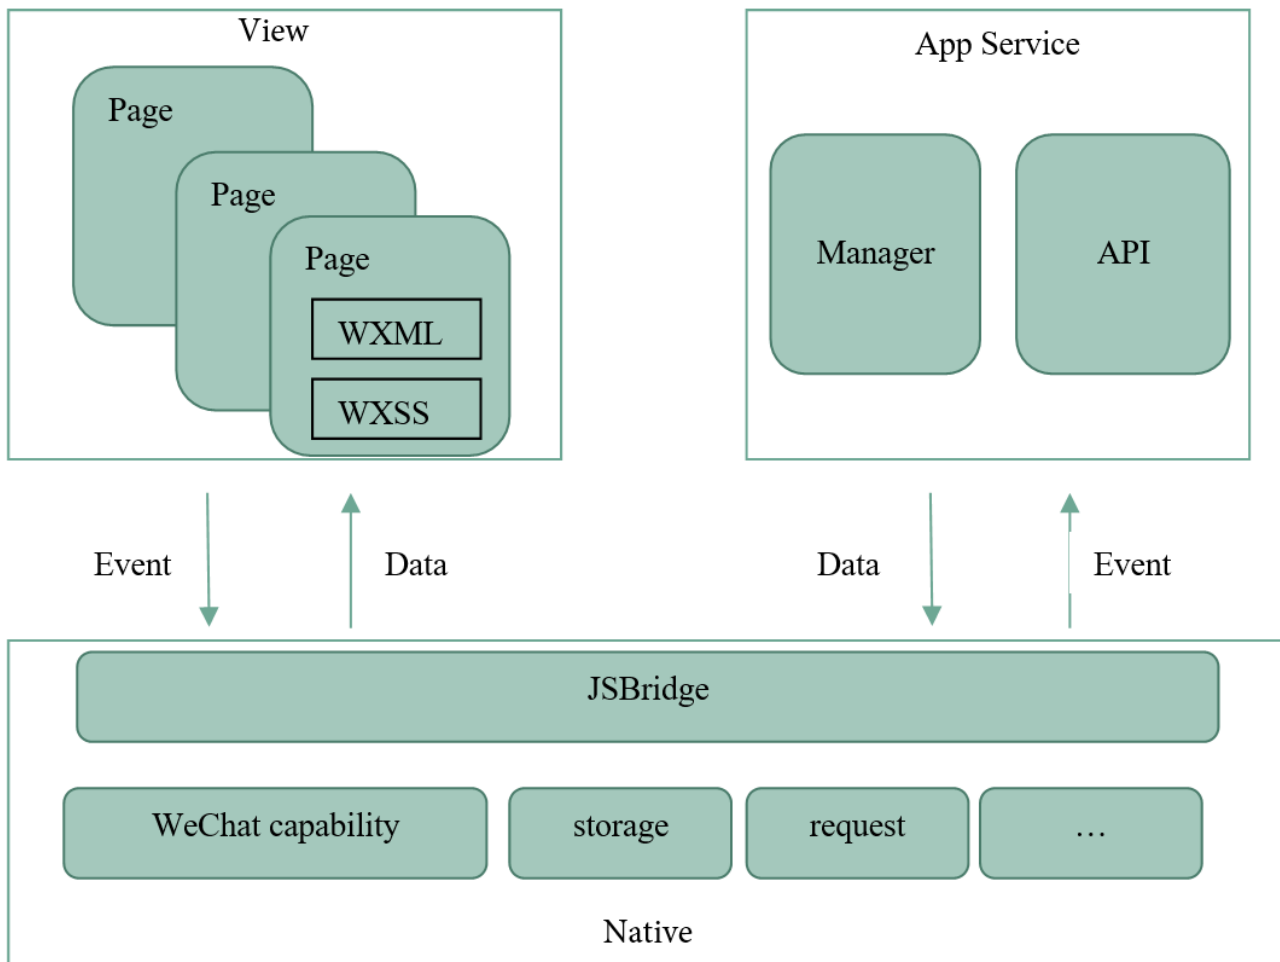 View
Page
Page
Page
WXML
WXSS
App Service
Manager
API
Event
Data
Data
Event
JSBridge
WeChat capability
storage
request
…
Native